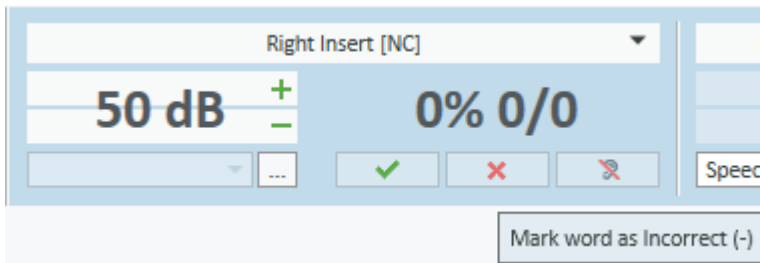 Right Insert [NC]
50 dB + − 0% 0/0
...
Speec
Mark word as Incorrect (-)